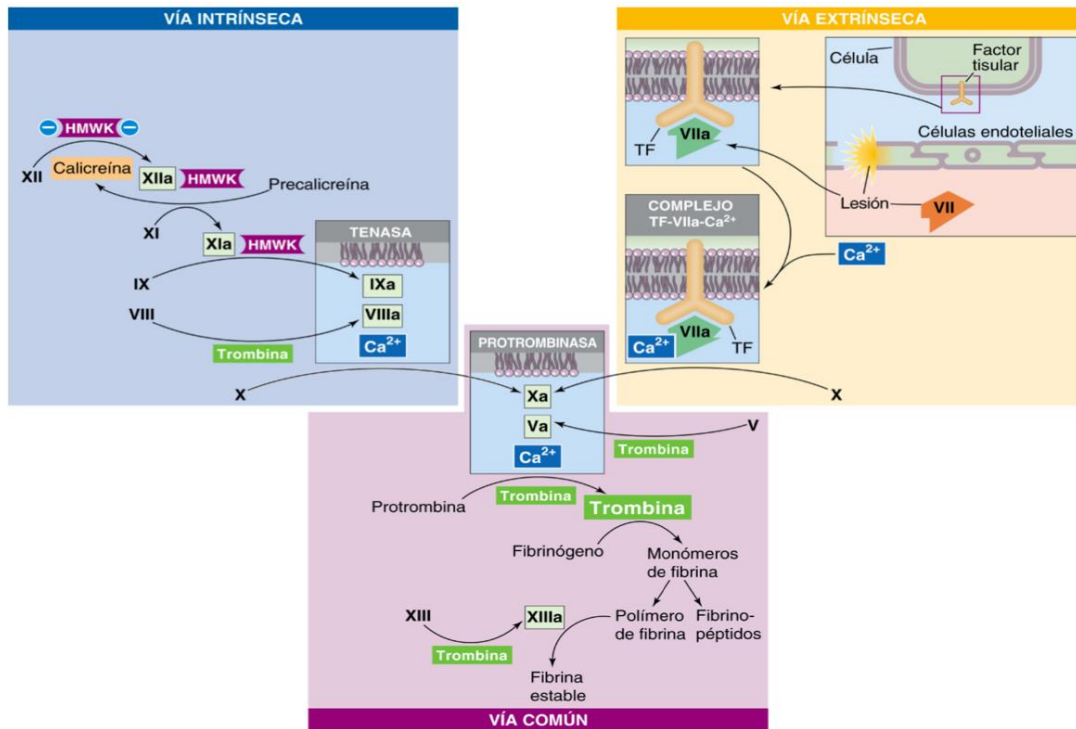 VÍA INTRÍNSECA
− HMWK −
XII
Calicreína
XIIa
HMWK
Precalicreína
XI
XIa
HMWK
IX
VIII
Trombina
TENASA
IXa
VIIIa
Ca²⁺
X
VÍA EXTRÍNSECA
TF
VIIa
Célula
Factor
tisular
Células endoteliales
Lesión
VII
COMPLEJO
TF-VIIa-Ca²⁺
Ca²⁺
Ca²⁺
VIIa
TF
X
PROTROMBINASA
Xa
Va
Ca²⁺
V
Trombina
Protrombina
Trombina
Trombina
Fibrinógeno
Monómeros
de fibrina
XIII
XIIIa
Trombina
Polímero
de fibrina
Fibrino-
péptidos
Fibrina
estable
VÍA COMÚN